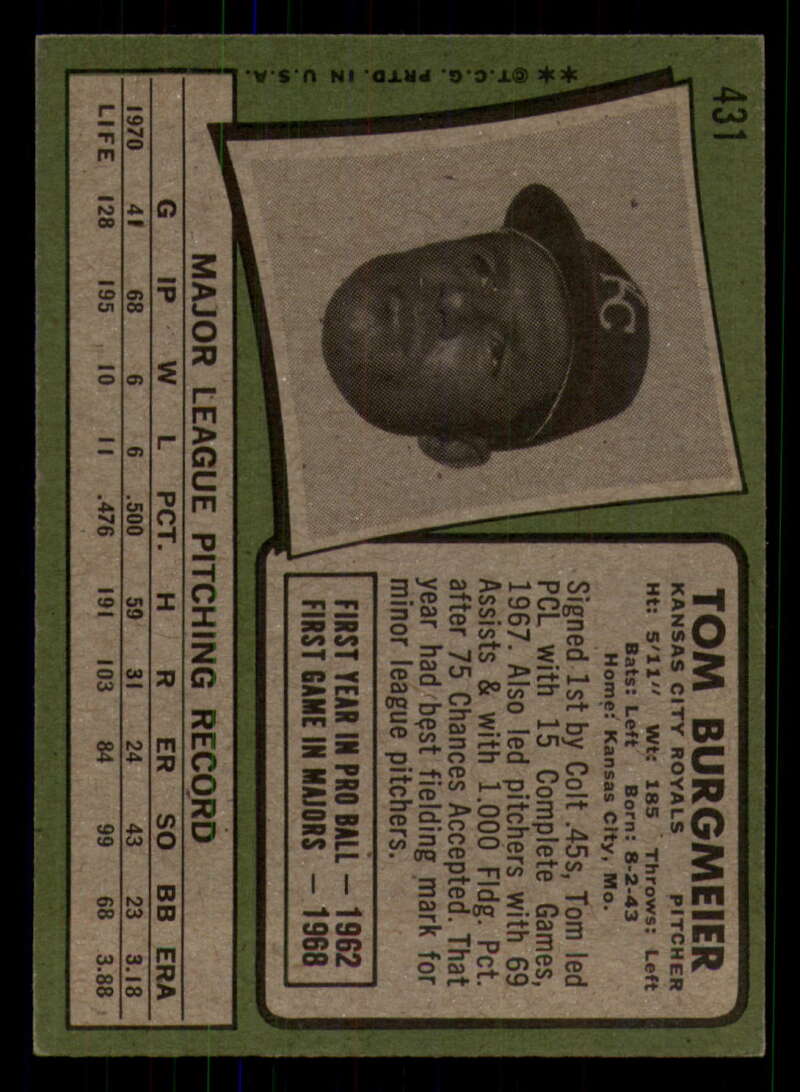 431
** ©T.C.G. PRTD. IN U.S.A.
KC
TOM BURGMEIER
KANSAS CITY ROYALS PITCHER
Ht: 5'11" Wt: 185 Throws: Left
Bats: Left Born: 8-2-43
Home: Kansas City, Mo.
Signed 1st by Colt .45s, Tom led
PCL with 15 Complete Games,
1967. Also led pitchers with 69
Assists & with 1.000 Fldg. Pct.
after 75 Chances Accepted. That
year had best fielding mark for
minor league pitchers.
FIRST YEAR IN PRO BALL — 1962
FIRST GAME IN MAJORS — 1968
MAJOR LEAGUE PITCHING RECORD
G IP W L PCT. H R ER SO BB ERA
1970 41 68 6 6 .500 59 31 24 43 23 3.18
LIFE 128 195 10 11 .476 191 103 84 99 68 3.88